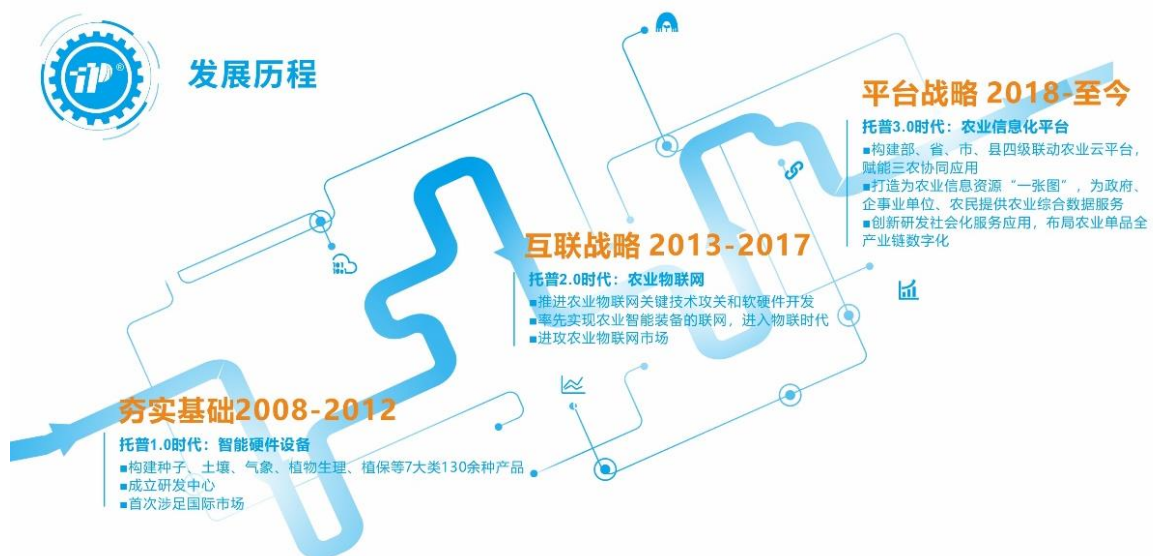 TP®
发展历程
平台战略 2018-至今
托普3.0时代：农业信息化平台
■构建部、省、市、县四级联动农业云平台，
赋能三农协同应用
■打造为农业信息资源“一张图”，为政府、
企事业单位、农民提供农业综合数据服务
■创新研发社会化服务应用，布局农业单品全
产业链数字化
互联战略 2013-2017
托普2.0时代：农业物联网
■推进农业物联网关键技术攻关和软硬件开发
■率先实现农业智能装备的联网，进入物联时代
■进攻农业物联网市场
夯实基础2008-2012
托普1.0时代：智能硬件设备
■构建种子、土壤、气象、植物生理、植保等7大类130余种产品
■成立研发中心
■首次涉足国际市场